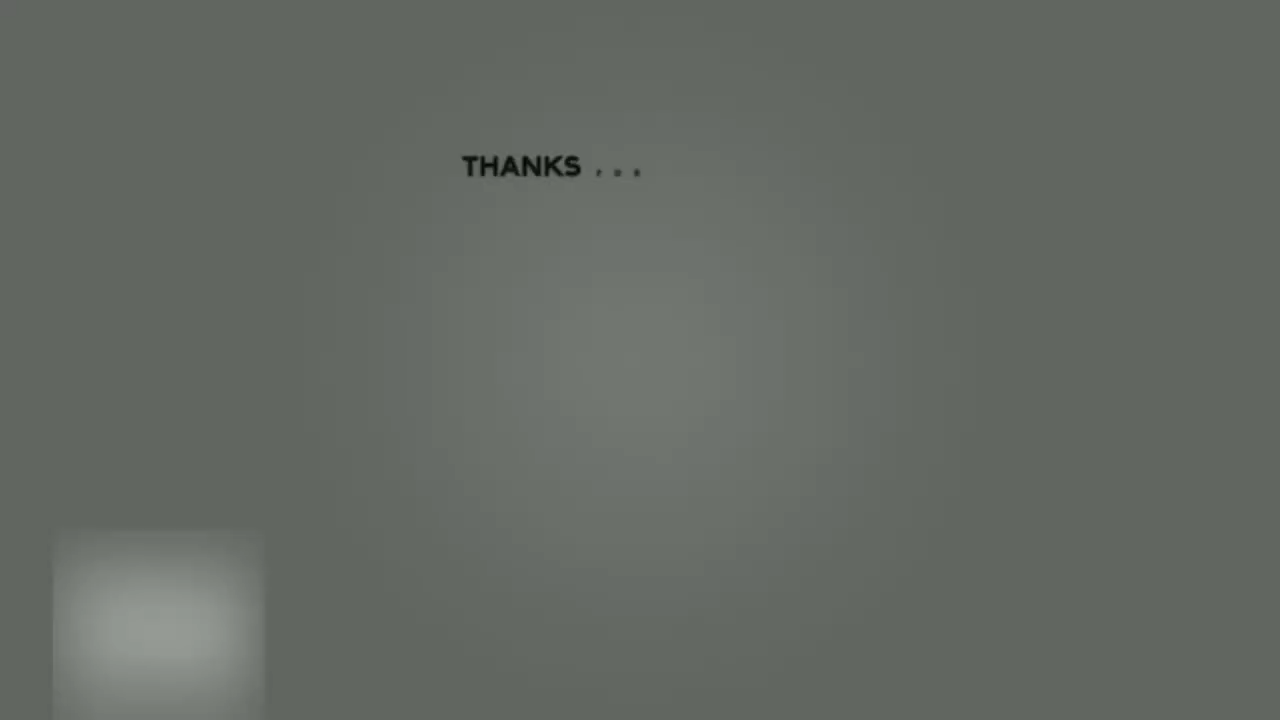 THANKS . . .